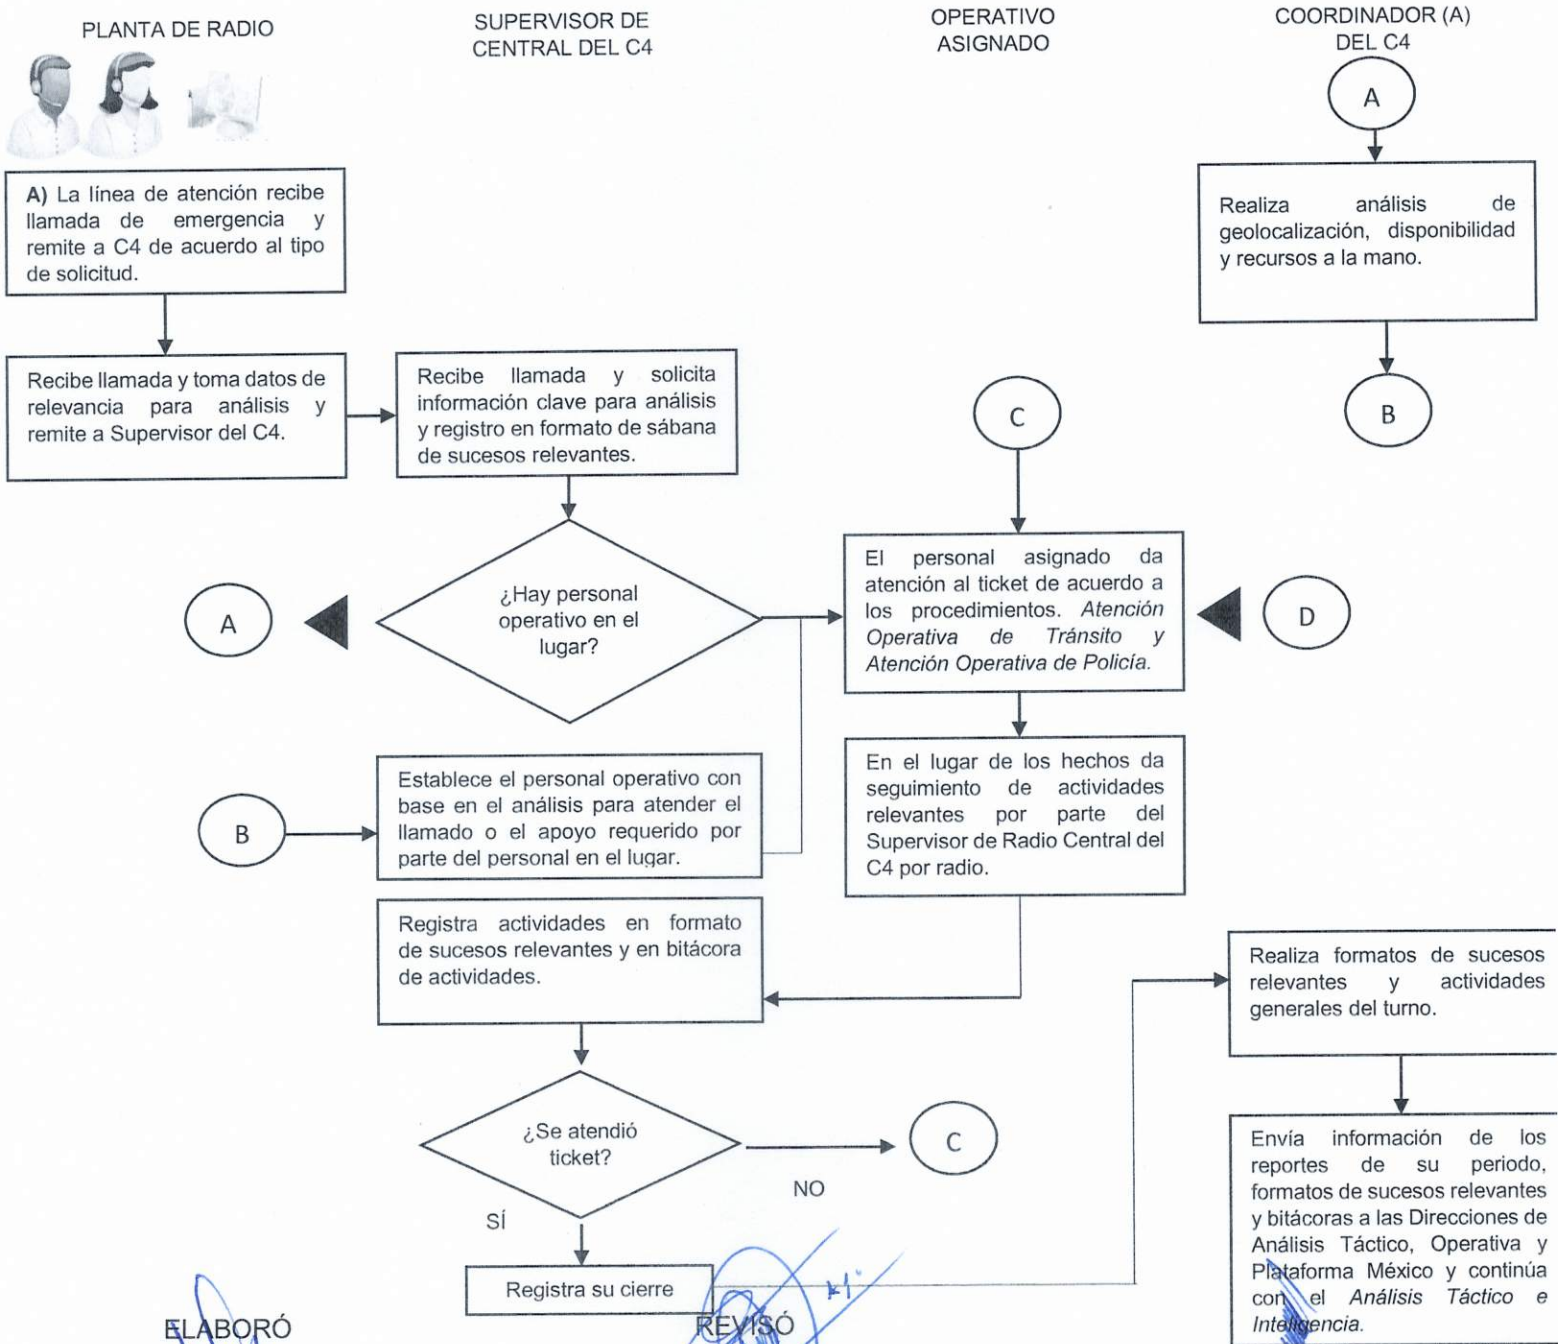 PLANTA DE RADIO
SUPERVISOR DE
CENTRAL DEL C4
OPERATIVO
ASIGNADO
COORDINADOR (A)
DEL C4
A
A) La línea de atención recibe
llamada de emergencia y
remite a C4 de acuerdo al tipo
de solicitud.
Realiza análisis de
geolocalización, disponibilidad
y recursos a la mano.
Recibe llamada y toma datos de
relevancia para análisis y
remite a Supervisor del C4.
Recibe llamada y solicita
información clave para análisis
y registro en formato de sábana
de sucesos relevantes.
C
B
A
¿Hay personal
operativo en el
lugar?
El personal asignado da
atención al ticket de acuerdo a
los procedimientos. Atención
Operativa de Tránsito y
Atención Operativa de Policía.
D
B
Establece el personal operativo con
base en el análisis para atender el
llamado o el apoyo requerido por
parte del personal en el lugar.
En el lugar de los hechos da
seguimiento de actividades
relevantes por parte del
Supervisor de Radio Central del
C4 por radio.
Registra actividades en formato
de sucesos relevantes y en bitácora
de actividades.
Realiza formatos de sucesos
relevantes y actividades
generales del turno.
¿Se atendió
ticket?
C
NO
SÍ
Registra su cierre
Envía información de los
reportes de su periodo,
formatos de sucesos relevantes
y bitácoras a las Direcciones de
Análisis Táctico, Operativa y
Plataforma México y continúa
con el Análisis Táctico e
Inteligencia.
ELABORÓ
REVISÓ